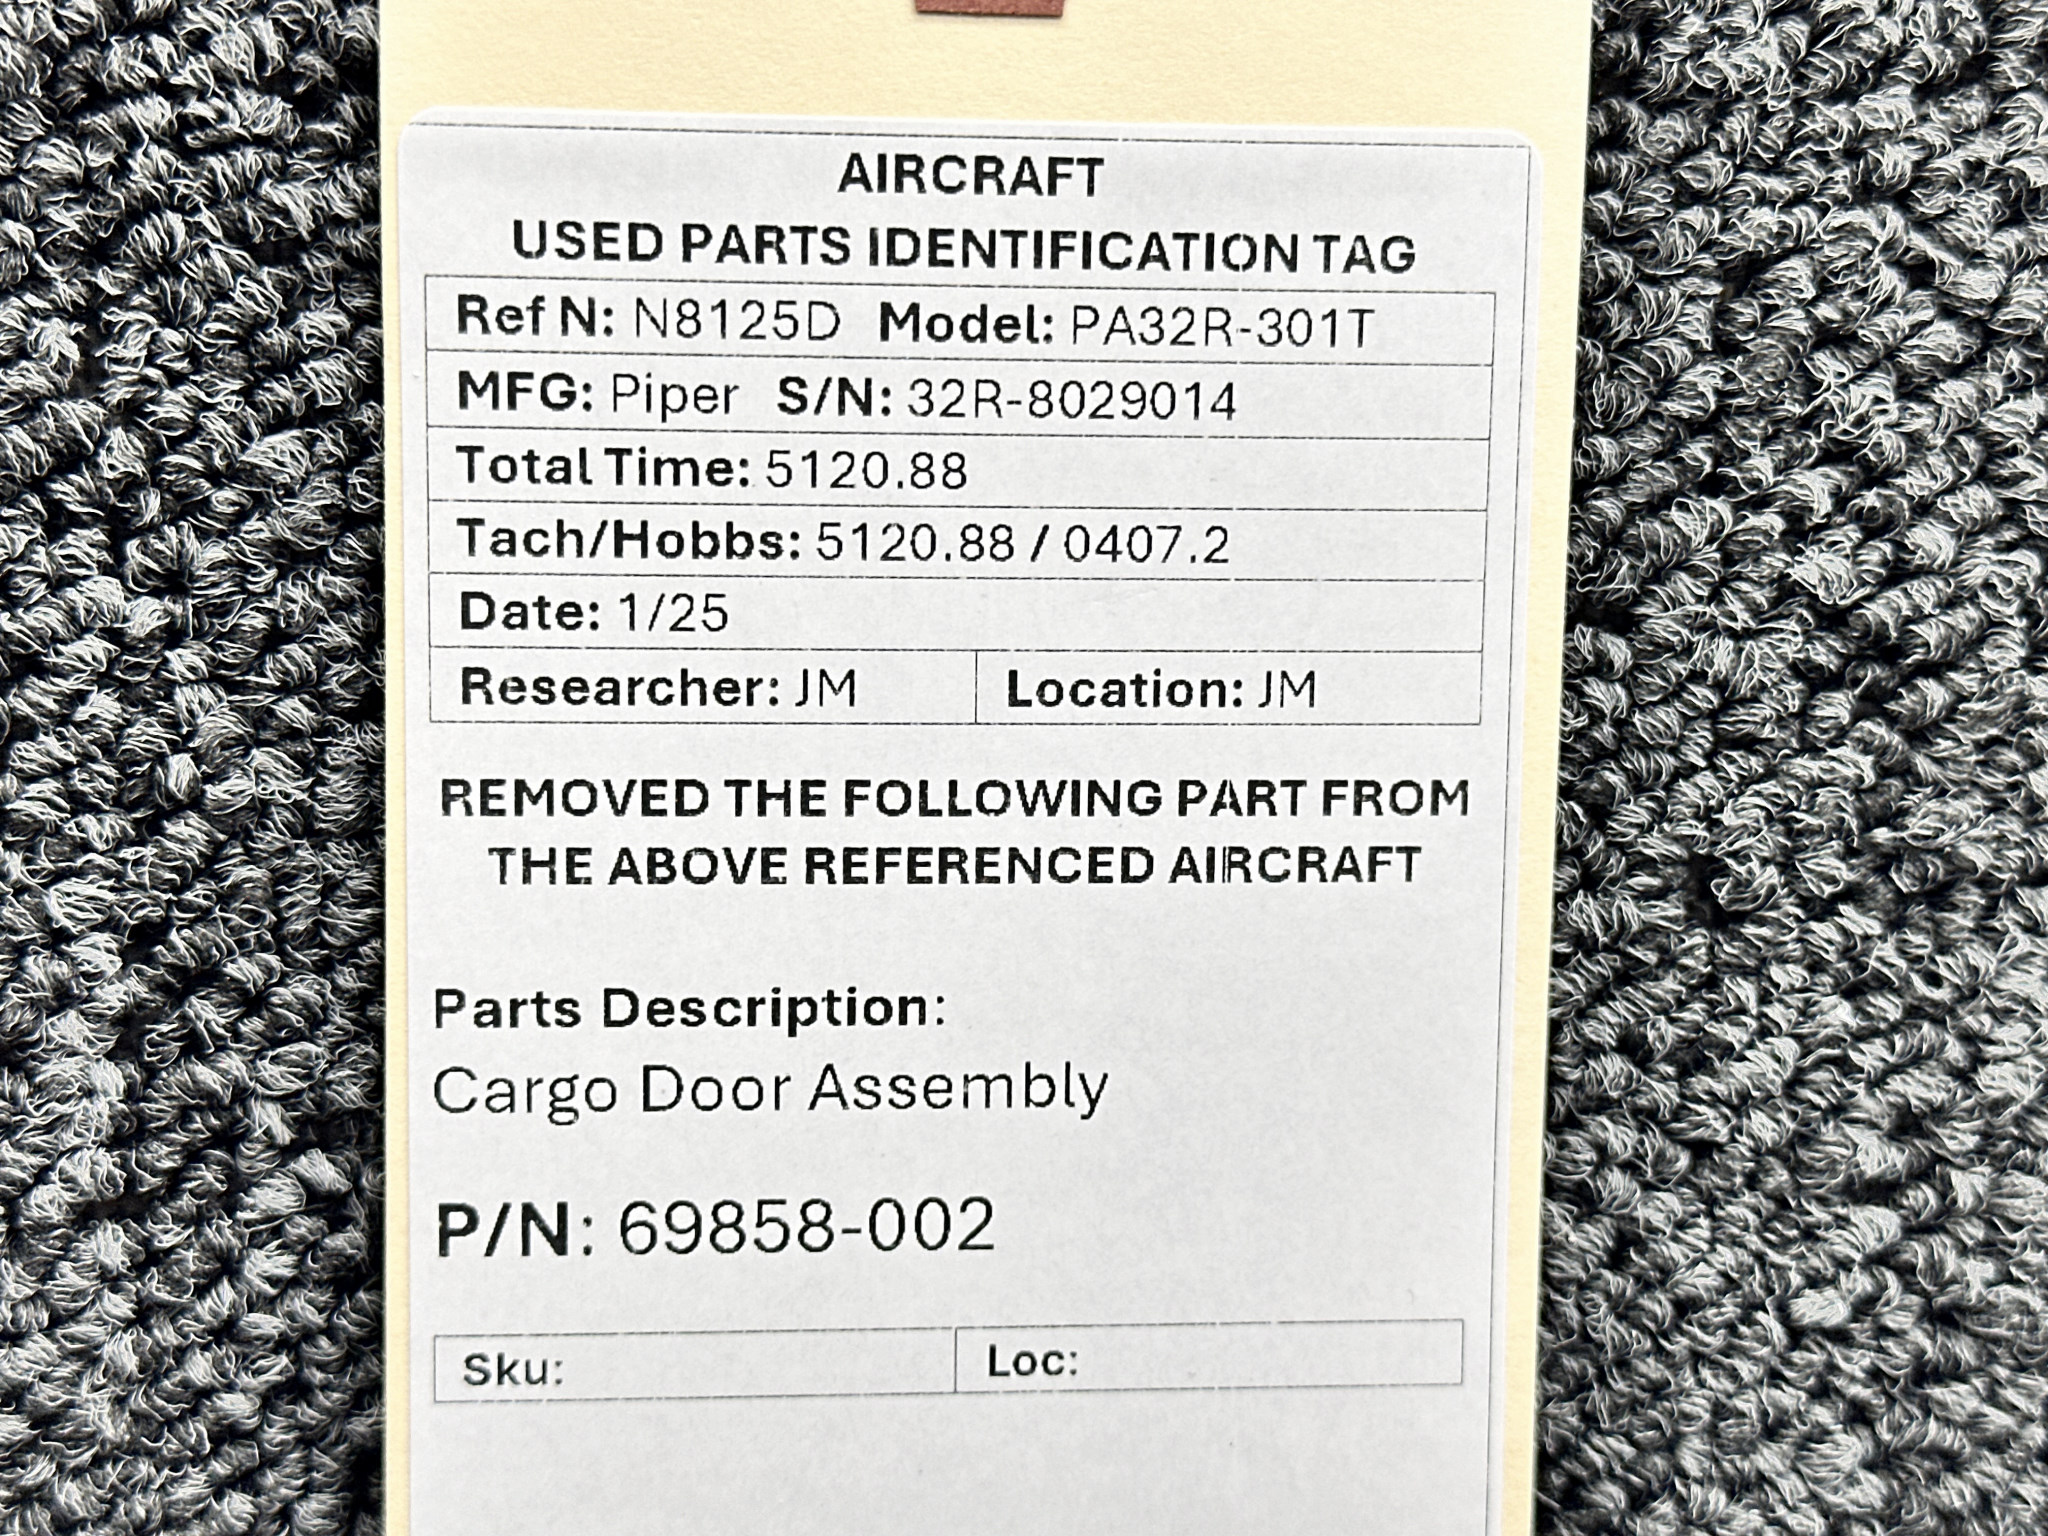 AIRCRAFT
USED PARTS IDENTIFICATION TAG
Ref N: N8125D Model: PA32R-301T
MFG: Piper S/N: 32R-8029014
Total Time: 5120.88
Tach/Hobbs: 5120.88 / 0407.2
Date: 1/25
Researcher: JM Location: JM
REMOVED THE FOLLOWING PART FROM
THE ABOVE REFERENCED AIRCRAFT
Parts Description:
Cargo Door Assembly
P/N: 69858-002
Sku: Loc: